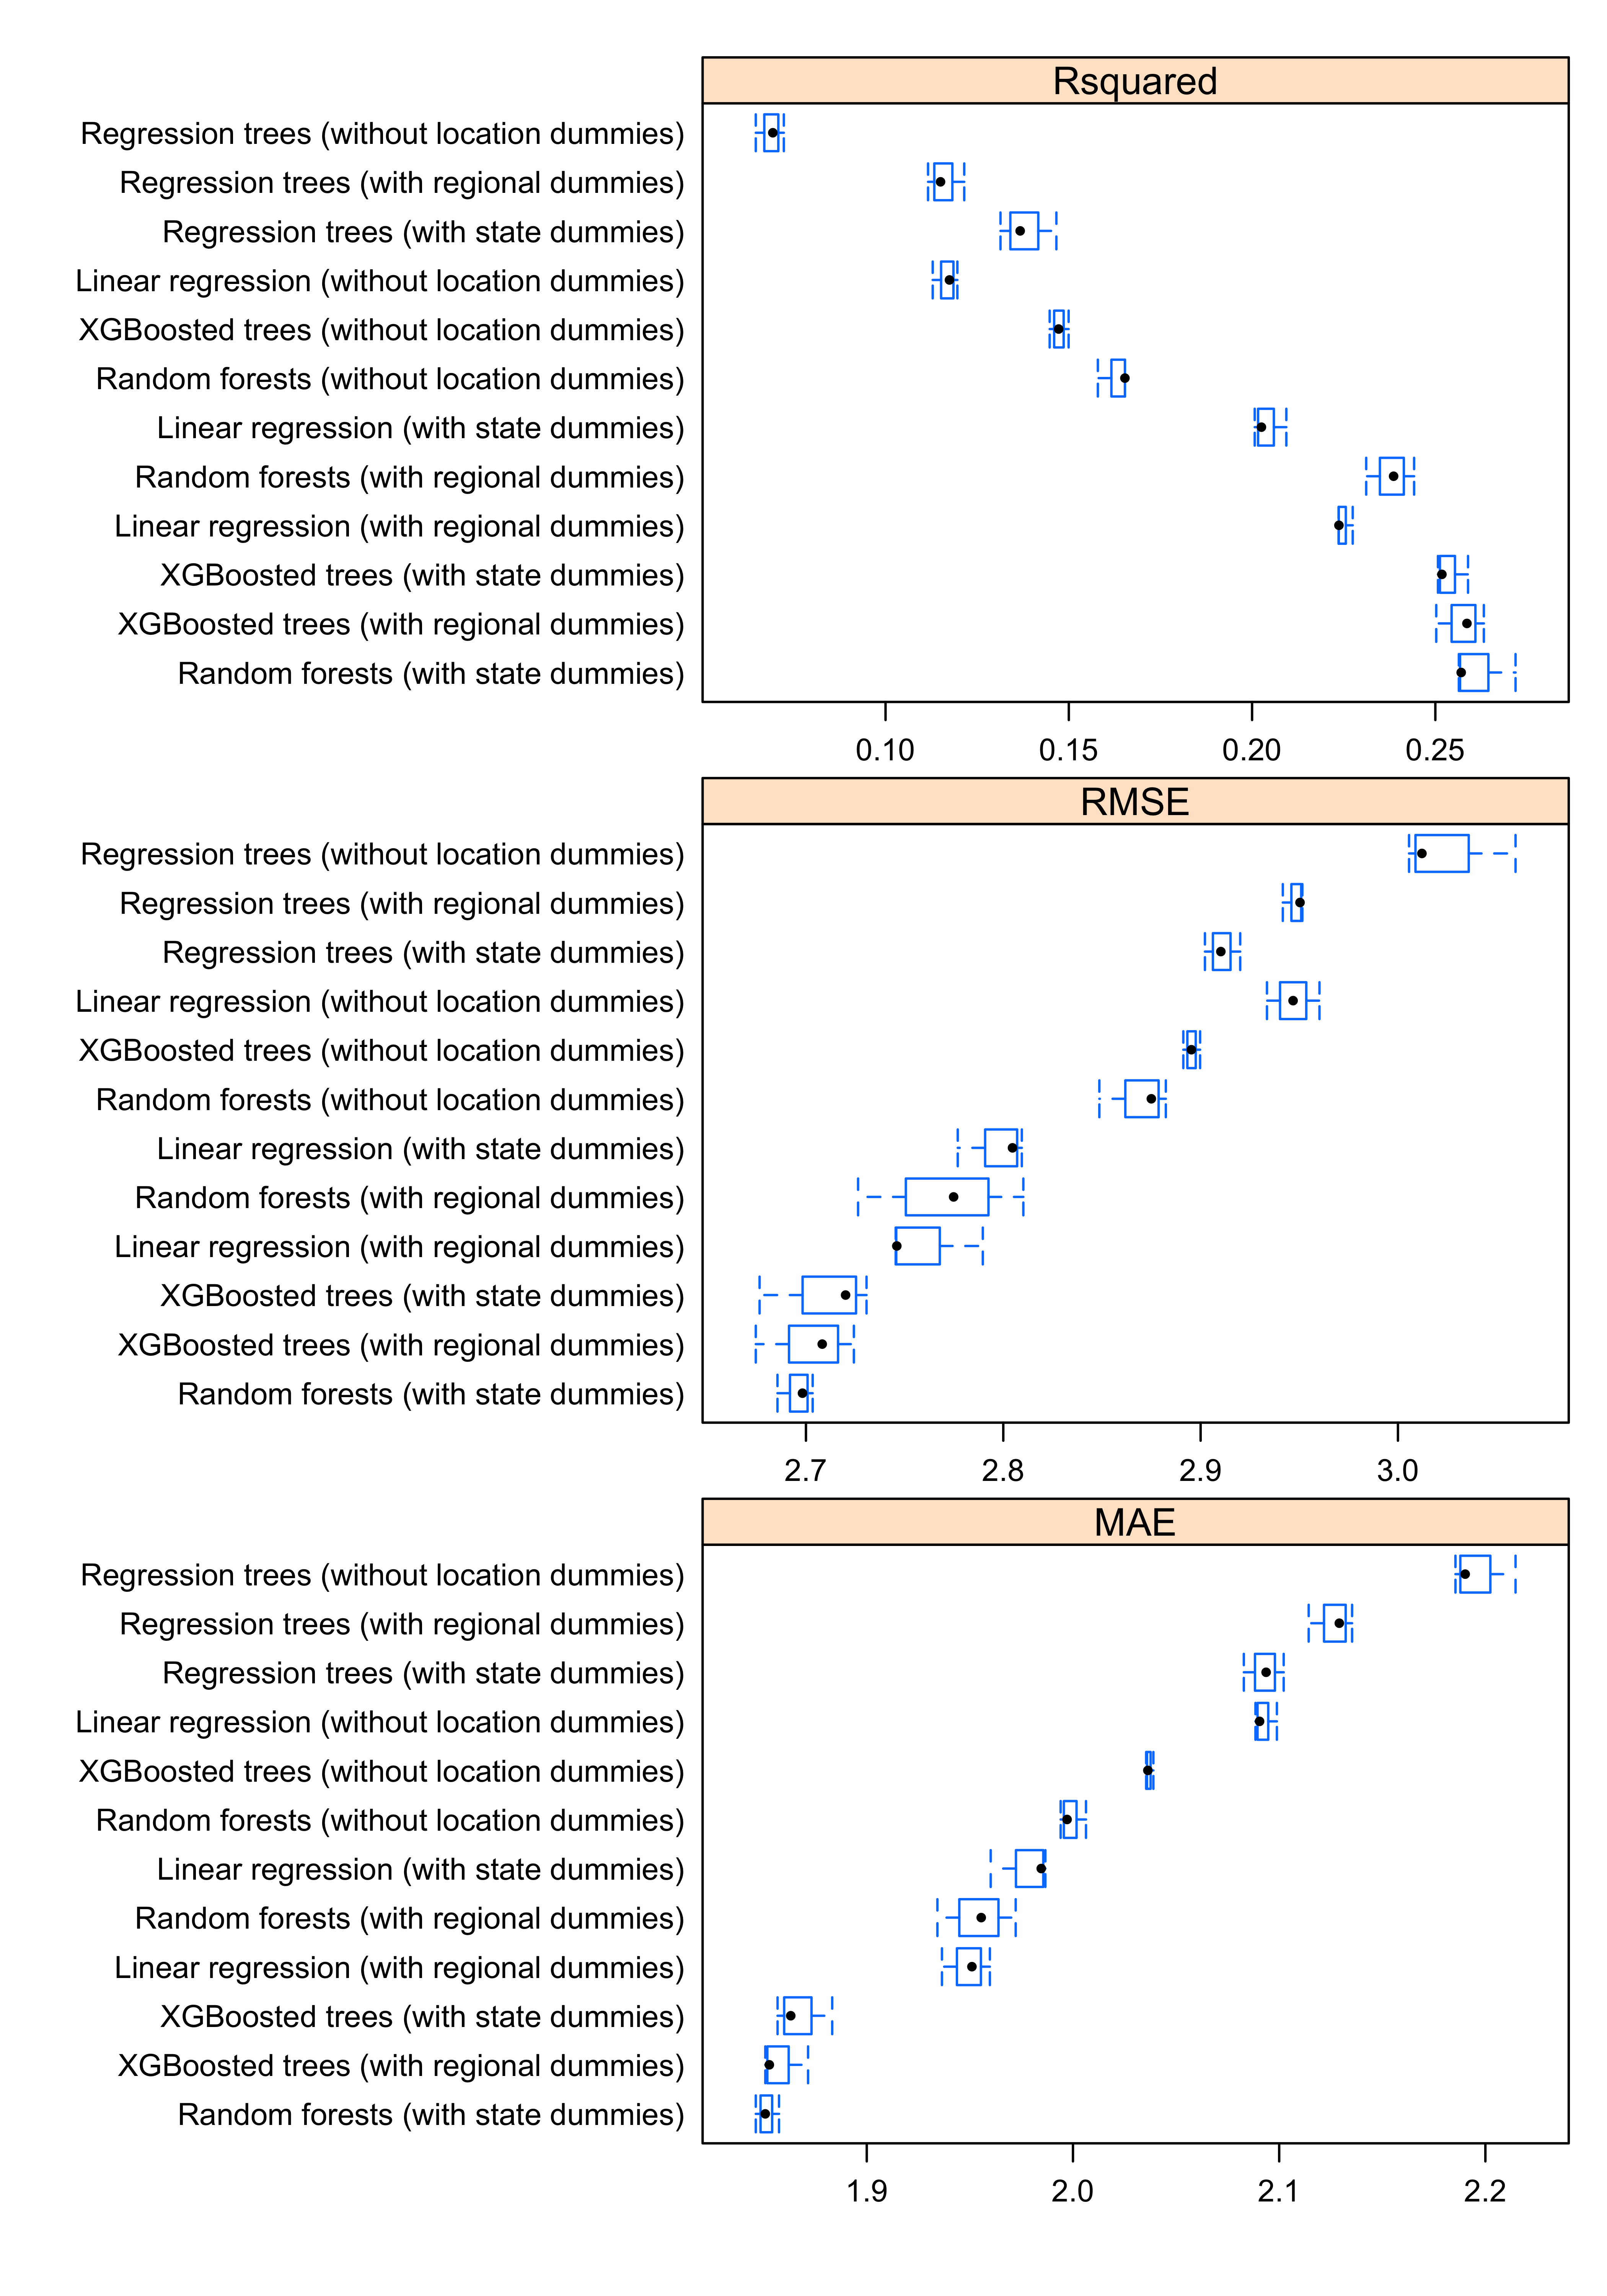 Rsquared
Regression trees (without location dummies)
Regression trees (with regional dummies)
Regression trees (with state dummies)
Linear regression (without location dummies)
XGBoosted trees (without location dummies)
Random forests (without location dummies)
Linear regression (with state dummies)
Random forests (with regional dummies)
Linear regression (with regional dummies)
XGBoosted trees (with state dummies)
XGBoosted trees (with regional dummies)
Random forests (with state dummies)
0.10 0.15 0.20 0.25
RMSE
Regression trees (without location dummies)
Regression trees (with regional dummies)
Regression trees (with state dummies)
Linear regression (without location dummies)
XGBoosted trees (without location dummies)
Random forests (without location dummies)
Linear regression (with state dummies)
Random forests (with regional dummies)
Linear regression (with regional dummies)
XGBoosted trees (with state dummies)
XGBoosted trees (with regional dummies)
Random forests (with state dummies)
2.7 2.8 2.9 3.0
MAE
Regression trees (without location dummies)
Regression trees (with regional dummies)
Regression trees (with state dummies)
Linear regression (without location dummies)
XGBoosted trees (without location dummies)
Random forests (without location dummies)
Linear regression (with state dummies)
Random forests (with regional dummies)
Linear regression (with regional dummies)
XGBoosted trees (with state dummies)
XGBoosted trees (with regional dummies)
Random forests (with state dummies)
1.9 2.0 2.1 2.2